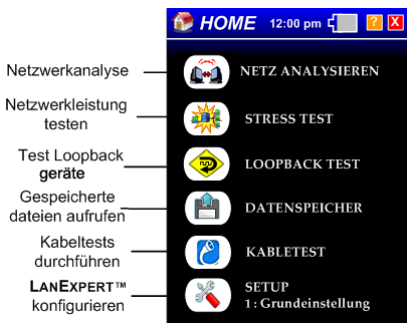 HOME 12:00 pm ? X
Netzwerkanalyse
NETZ ANALYSIEREN
Netzwerkleistung
testen
STRESS TEST
Test Loopback
geräte
LOOPBACK TEST
Gespeicherte
dateien aufrufen
DATENSPEICHER
Kabeltests
durchführen
KABLETEST
LANEXPERT™
konfigurieren
SETUP
1 : Grundeinstellung